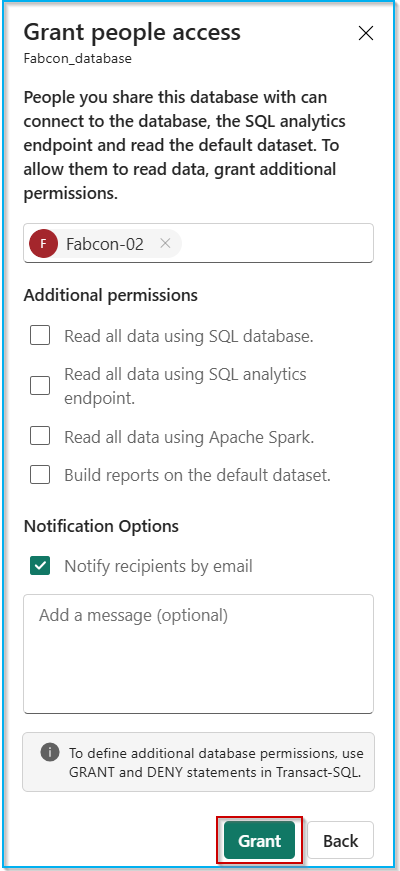 Grant people access
Fabcon_database
People you share this database with can
connect to the database, the SQL analytics
endpoint and read the default dataset. To
allow them to read data, grant additional
permissions.
F Fabcon-02
Additional permissions
Read all data using SQL database.
Read all data using SQL analytics
endpoint.
Read all data using Apache Spark.
Build reports on the default dataset.
Notification Options
Notify recipients by email
Add a message (optional)
To define additional database permissions, use
GRANT and DENY statements in Transact-SQL.
Grant Back